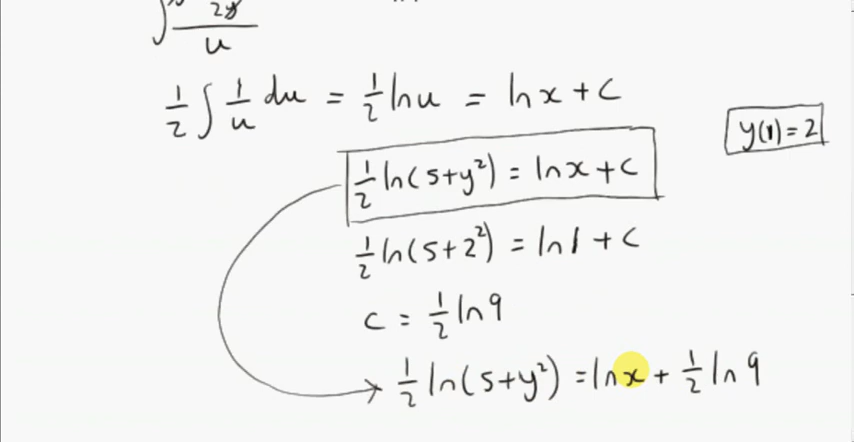 ∫ 2y
u
1/2 ∫ 1/u du = 1/2 ln u = ln x + c
y(1) = 2
1/2 ln(5+y²) = ln x + c
1/2 ln(5+2²) = ln 1 + c
c = 1/2 ln 9
1/2 ln(5+y²) = ln x + 1/2 ln 9